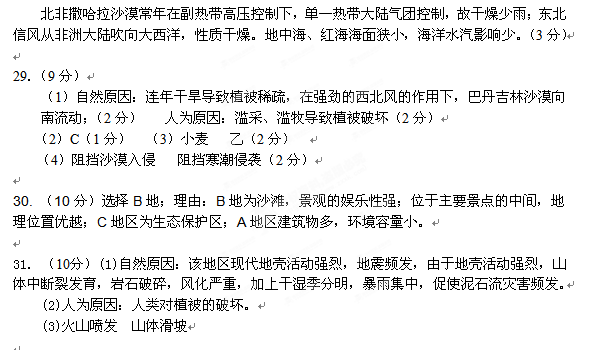 北非撒哈拉沙漠常年在副热带高压控制下，单一热带大陆气团控制，故干燥少雨；东北
信风从非洲大陆吹向大西洋，性质干燥。地中海、红海海面狭小，海洋水汽影响少。（3 分）
29.（9 分）
（1）自然原因：连年干旱导致植被稀疏，在强劲的西北风的作用下，巴丹吉林沙漠向
南流动；（2 分） 人为原因：滥采、滥牧导致植被破坏（2 分）
（2）C（1 分） （3）小麦 乙（2 分）
（4）阻挡沙漠入侵 阻挡寒潮侵袭（2 分）
30. （10 分）选择 B 地；理由：B 地为沙滩，景观的娱乐性强；位于主要景点的中间，地
理位置优越；C 地区为生态保护区；A 地区建筑物多，环境容量小。
31. （10分）(1)自然原因：该地区现代地壳活动强烈，地震频发，由于地壳活动强烈，山
体中断裂发育，岩石破碎，风化严重，加上干湿季分明，暴雨集中，促使泥石流灾害频发。
(2)人为原因：人类对植被的破坏。
(3)火山喷发 山体滑坡